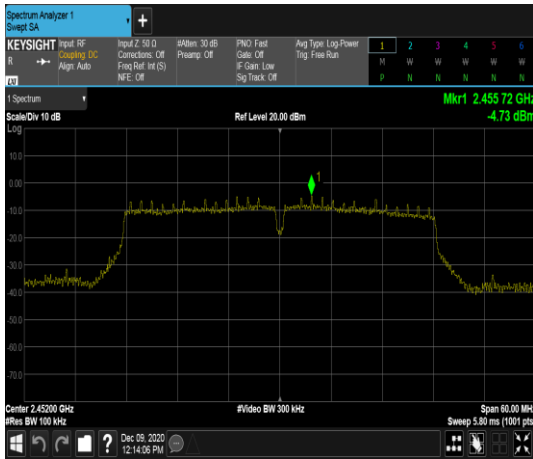 Spectrum Analyzer 1
Swept SA
+
KEYSIGHT
R
LXI
Input: RF
Coupling: DC
Align: Auto
Input Z: 50 Ω
Corrections: Off
Freq Ref: Int (S)
NFE: Off
#Atten: 30 dB
Preamp: Off
PNO: Fast
Gate: Off
IF Gain: Low
Sig Track: Off
Avg Type: Log-Power
Trig: Free Run
1 2 3 4 5 6
M W W W W W
P N N N N N
1 Spectrum
Mkr1 2.455 72 GHz
Scale/Div 10 dB
Ref Level 20.00 dBm
-4.73 dBm
Log
10.0
0.00
-10.0
-20.0
-30.0
-40.0
-50.0
-60.0
-70.0
1
Center 2.45200 GHz
#Video BW 300 kHz
Span 60.00 MHz
#Res BW 100 kHz
Sweep 5.80 ms (1001 pts)
?
Dec 09, 2020
12:14:06 PM